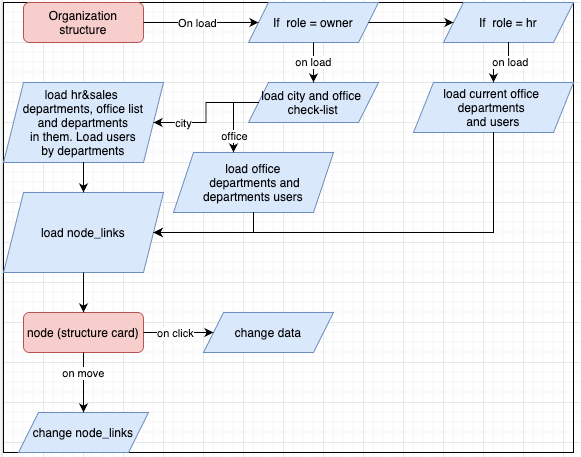 Organization
structure
On load
If role = owner
If role = hr
on load
on load
load hr&sales
departments, office list
and departments
in them. Load users
by departments
city
load city and office
check-list
load current office
departments
and users
office
load office
departments and
departments users
load node_links
node (structure card)
on click
change data
on move
change node_links